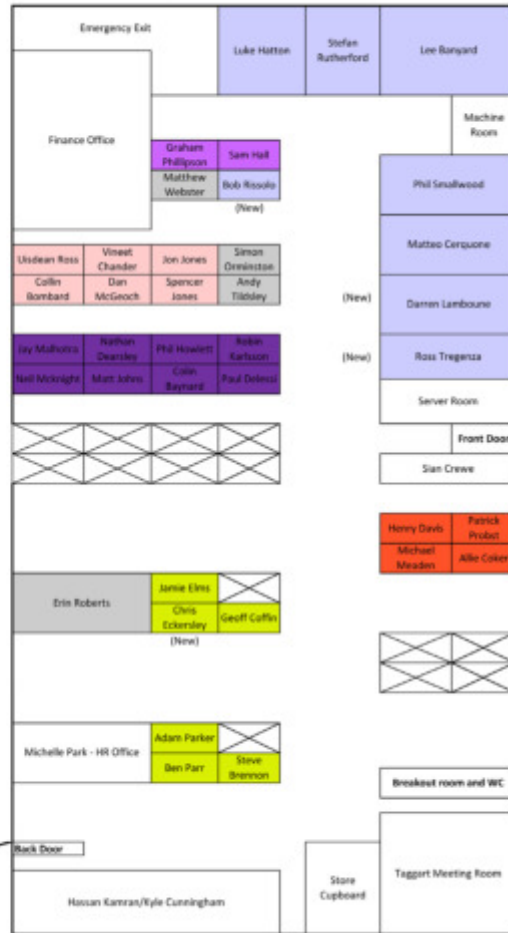 Emergency Exit
Luke Hatton
Stefan
Rutherford
Lee Banyard
Finance Office
Machine
Room
Graham
Phillipson
Sam Hall
Matthew
Webster
Bob Rissolo
(New)
Phil Smallwood
Matteo Cerquone
Uisdean Ross
Vineet
Chander
Jon Jones
Simon
Orminston
Collin
Bombard
Dan
McGeoch
Spencer
Jones
Andy
Tildsley
(New)
Darren Lamboune
Jay Malhotra
Nathan
Dearsley
Phil Howlett
Robin
Karlsson
(New)
Ross Tregenza
Neil Mcknight
Matt Johns
Colin
Baynard
Paul
Server Room
Front Door
Sian Crewe
Henry Davis
Patrick
Probst
Michael
Meaden
Allie Coker
Erin Roberts
Jamie Elms
Chris
Eckersley
Geoff Coffin
(New)
Michelle Park - HR Office
Adam Parker
Ben Parr
Steve
Brennon
Breakout room and WC
Back Door
Hassan Kamran/Kyle Cunningham
Store
Cupboard
Taggart Meeting Room